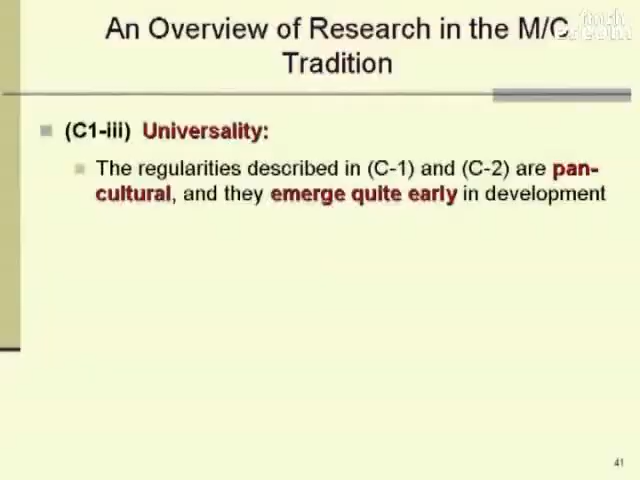 An Overview of Research in the M/C
Tradition
(C1-iii) Universality:
The regularities described in (C-1) and (C-2) are pan-
cultural, and they emerge quite early in development
41